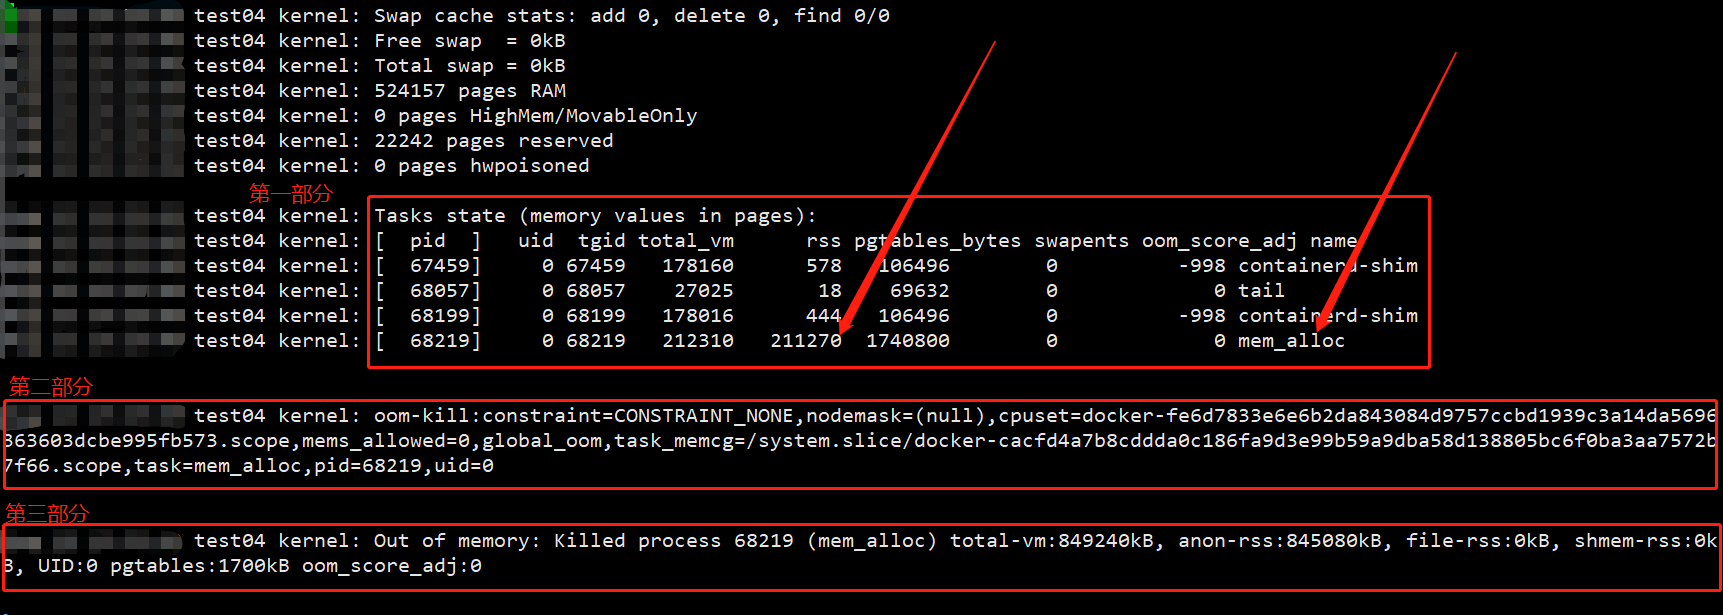 test04 kernel: Swap cache stats: add 0, delete 0, find 0/0
test04 kernel: Free swap  = 0kB
test04 kernel: Total swap = 0kB
test04 kernel: 524157 pages RAM
test04 kernel: 0 pages HighMem/MovableOnly
test04 kernel: 22242 pages reserved
test04 kernel: 0 pages hwpoisoned
第一部分
test04 kernel: Tasks state (memory values in pages):
test04 kernel: [  pid  ]   uid  tgid total_vm      rss pgtables_bytes swapents oom_score_adj name
test04 kernel: [  67459]     0 67459   178160      578   106496        0          -998 containerd-shim
test04 kernel: [  68057]     0 68057    27025       18    69632        0             0 tail
test04 kernel: [  68199]     0 68199   178016      444   106496        0          -998 containerd-shim
test04 kernel: [  68219]     0 68219   212310   211270  1740800        0             0 mem_alloc
第二部分
test04 kernel: oom-kill:constraint=CONSTRAINT_NONE,nodemask=(null),cpuset=docker-fe6d7833e6e6b2da843084d9757ccbd1939c3a14da5696
363603dcbe995fb573.scope,mems_allowed=0,global_oom,task_memcg=/system.slice/docker-cacfd4a7b8cddda0c186fa9d3e99b59a9dba58d138805bc6f0ba3aa7572b
7f66.scope,task=mem_alloc,pid=68219,uid=0
第三部分
test04 kernel: Out of memory: Killed process 68219 (mem_alloc) total-vm:849240kB, anon-rss:845080kB, file-rss:0kB, shmem-rss:0k
B, UID:0 pgtables:1700kB oom_score_adj:0